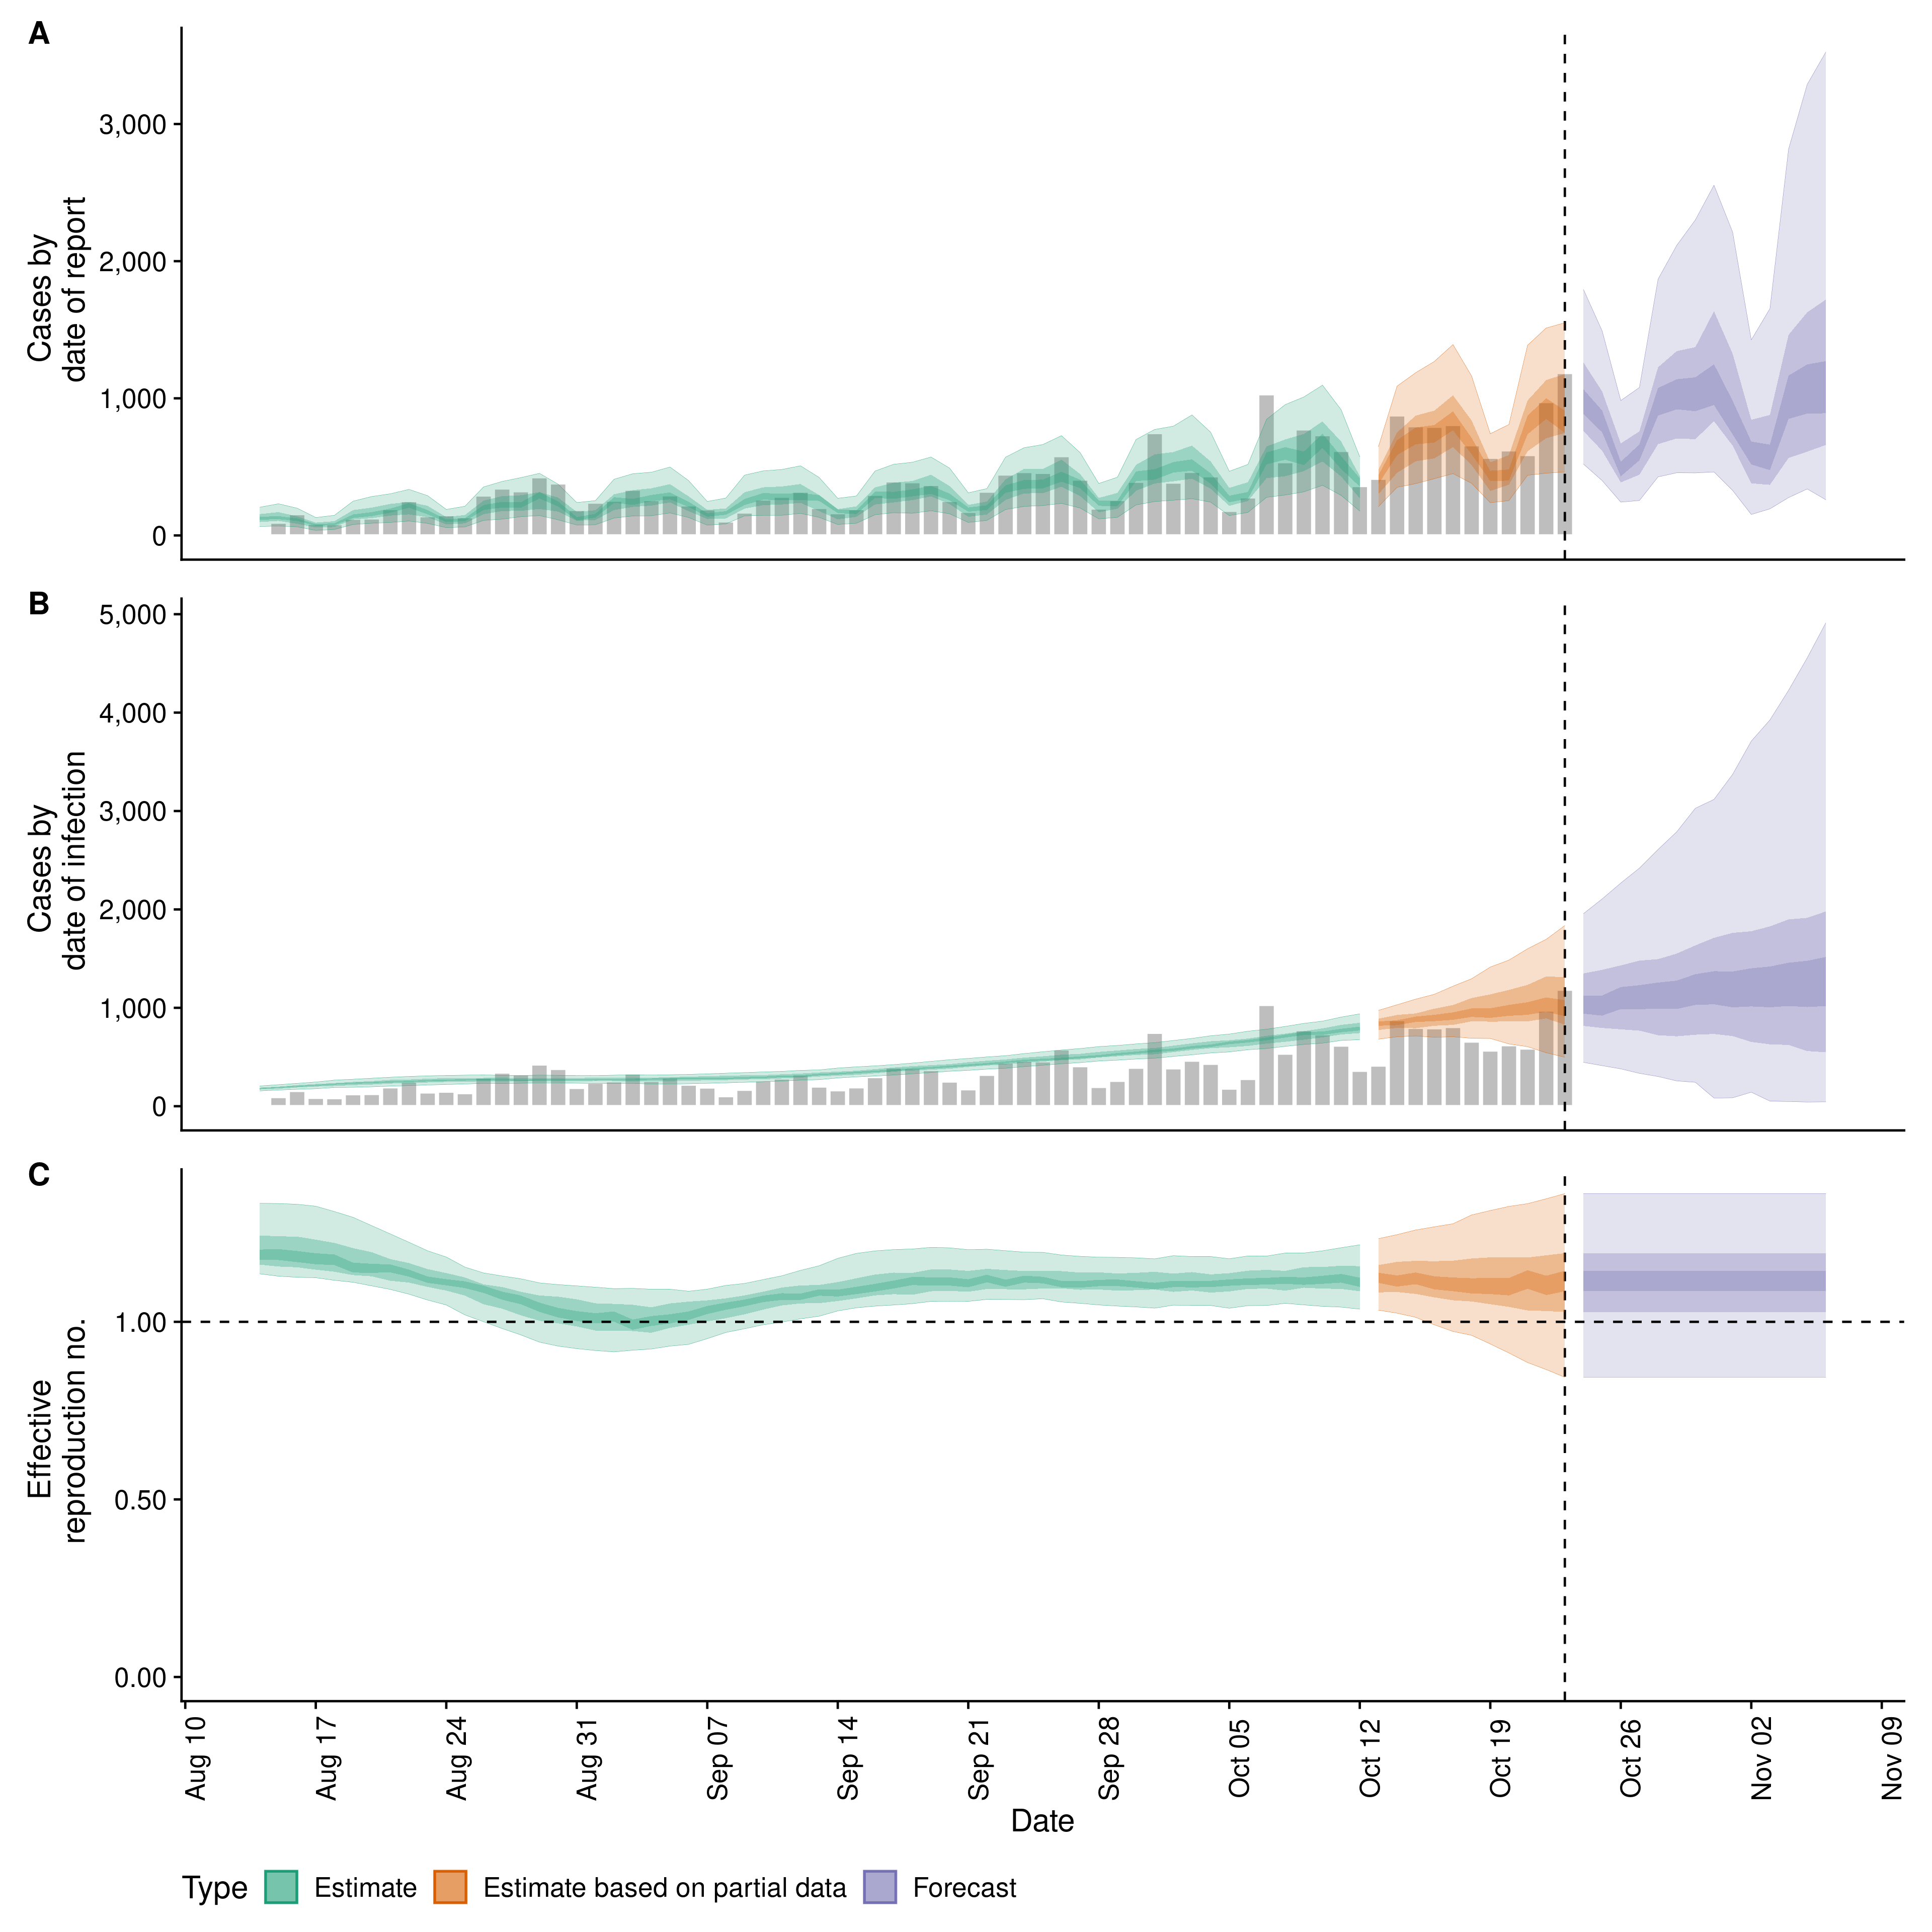 A
Cases by
date of report
3,000
2,000
1,000
0
B
Cases by
date of infection
5,000
4,000
3,000
2,000
1,000
0
C
Effective
reproduction no.
1.00
0.50
0.00
Aug 10
Aug 17
Aug 24
Aug 31
Sep 07
Sep 14
Sep 21
Sep 28
Oct 05
Oct 12
Oct 19
Oct 26
Nov 02
Nov 09
Date
Type Estimate Estimate based on partial data Forecast